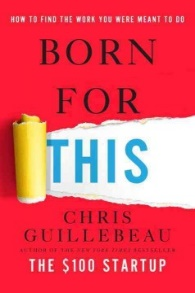 HOW TO FIND THE WORK YOU WERE MEANT TO DO
BORN
FOR
THIS
CHRIS
GUILLEBEAU
AUTHOR OF THE NEW YORK TIMES BESTSELLER
THE $100 STARTUP